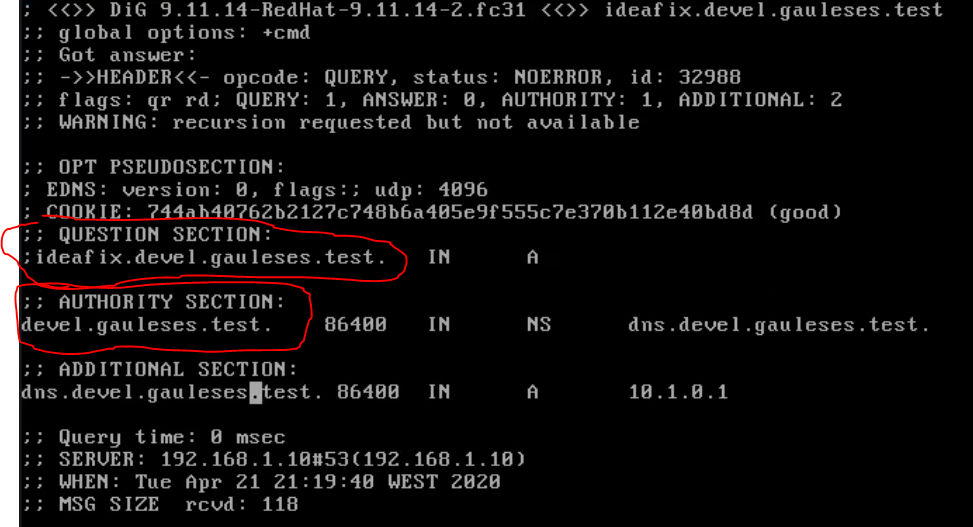 ; <<>> DiG 9.11.14-RedHat-9.11.14-2.fc31 <<>> ideafix.devel.gauleses.test
;; global options: +cmd
;; Got answer:
;; ->>HEADER<<- opcode: QUERY, status: NOERROR, id: 32988
;; flags: qr rd; QUERY: 1, ANSWER: 0, AUTHORITY: 1, ADDITIONAL: 2
;; WARNING: recursion requested but not available
;; OPT PSEUDOSECTION:
; EDNS: version: 0, flags:; udp: 4096
; COOKIE: 744ab40762b2127c748b6a405e9f555c7e370b112e40bd8d (good)
;; QUESTION SECTION:
;ideafix.devel.gauleses.test. IN A
;; AUTHORITY SECTION:
devel.gauleses.test. 86400 IN NS dns.devel.gauleses.test.
;; ADDITIONAL SECTION:
dns.devel.gauleses.test. 86400 IN A 10.1.0.1
;; Query time: 0 msec
;; SERVER: 192.168.1.10#53(192.168.1.10)
;; WHEN: Tue Apr 21 21:19:40 WEST 2020
;; MSG SIZE rcvd: 118